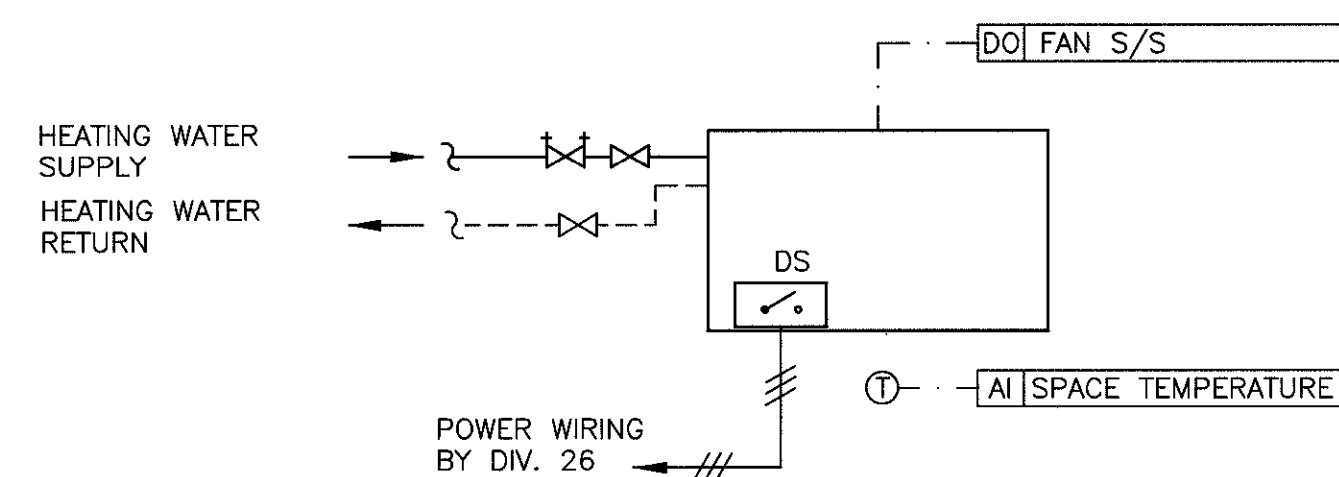 DO FAN S/S
HEATING WATER
SUPPLY
HEATING WATER
RETURN
DS
T
AI SPACE TEMPERATURE
POWER WIRING
BY DIV. 26